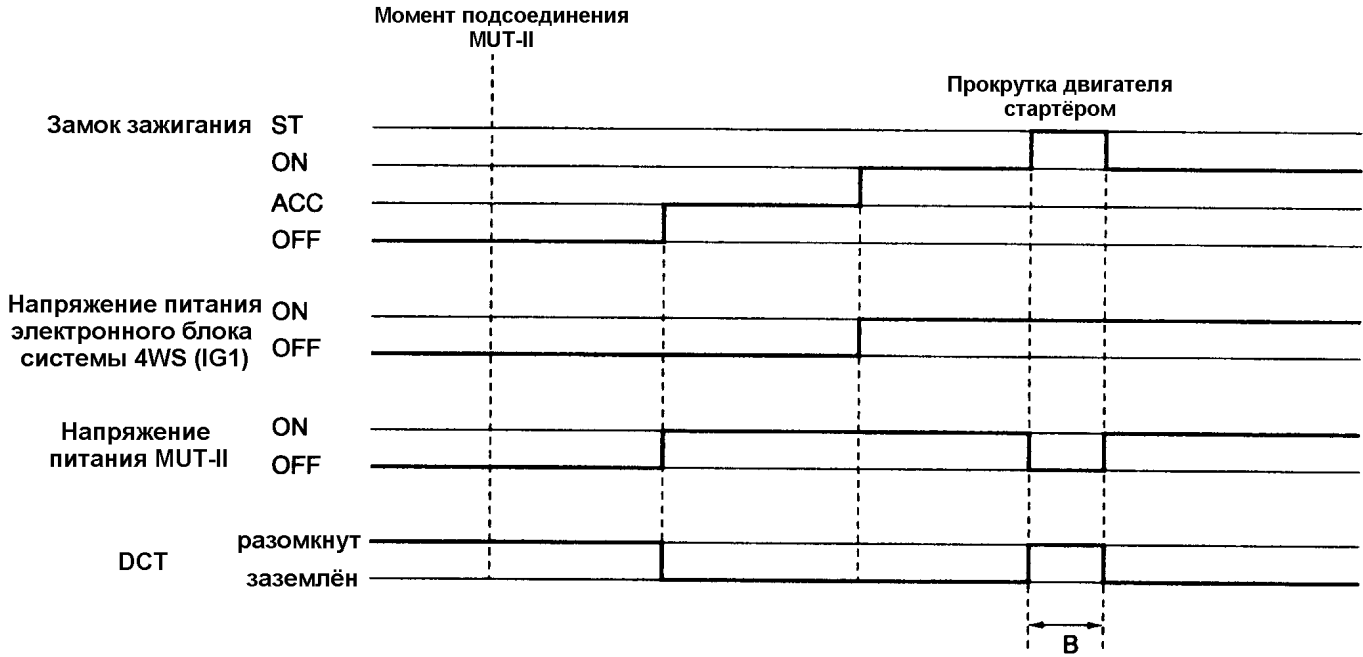 Момент подсоединения
MUT-II
Прокрутка двигателя
стартёром
Замок зажигания
ST
ON
ACC
OFF
Напряжение питания
электронного блока
системы 4WS (IG1)
ON
OFF
Напряжение
питания MUT-II
ON
OFF
DCT
разомкнут
заземлён
B